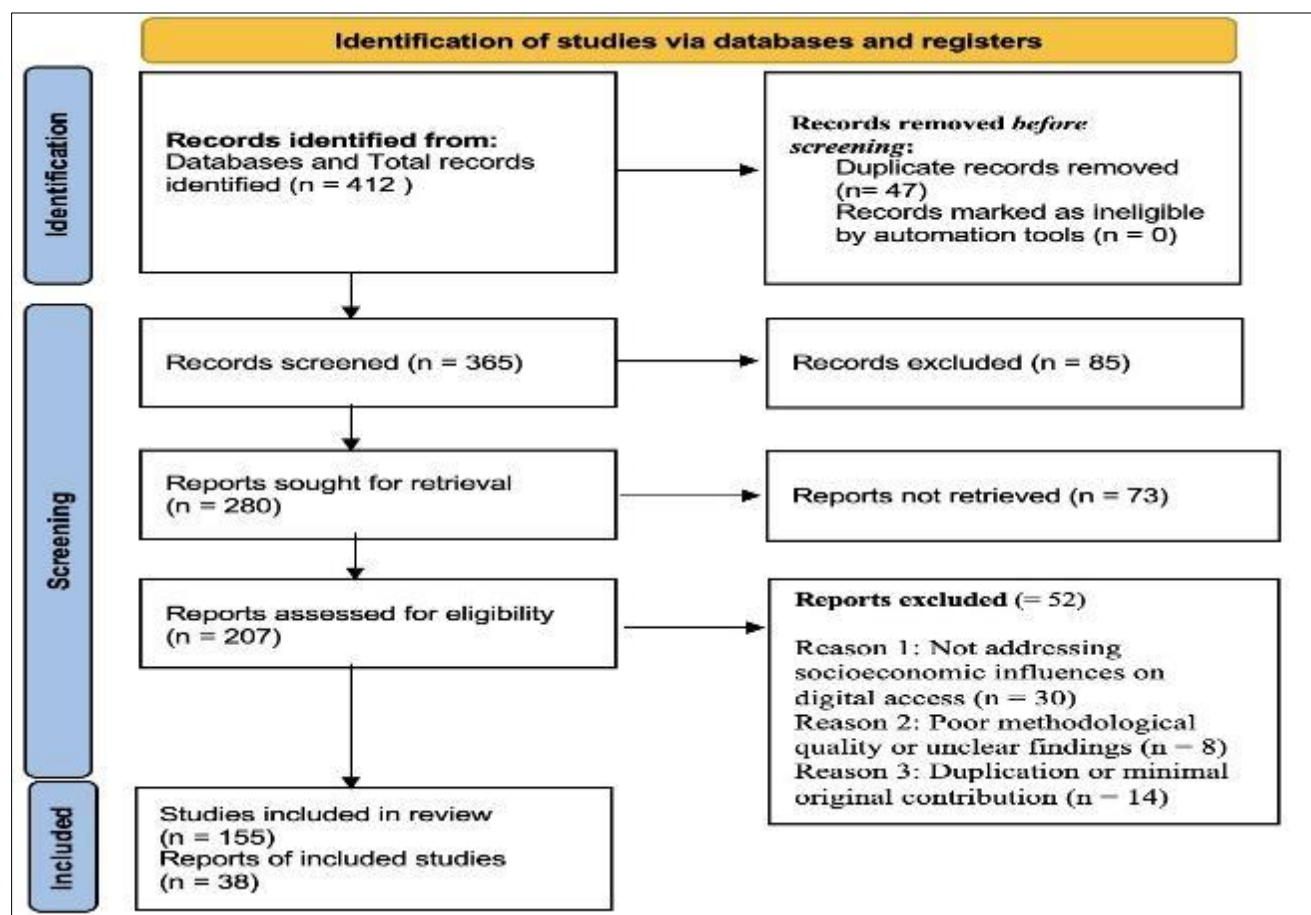 Identification of studies via databases and registers
Identification
Records identified from:
Databases and Total records
identified (n = 412 )
Records removed before
screening:
Duplicate records removed
(n= 47)
Records marked as ineligible
by automation tools (n = 0)
Screening
Records screened (n = 365)
Records excluded (n = 85)
Reports sought for retrieval
(n = 280)
Reports not retrieved (n = 73)
Reports assessed for eligibility
(n = 207)
Reports excluded (= 52)
Reason 1: Not addressing
socioeconomic influences on
digital access (n = 30)
Reason 2: Poor methodological
quality or unclear findings (n = 8)
Reason 3: Duplication or minimal
original contribution (n = 14)
Included
Studies included in review
(n = 155)
Reports of included studies
(n = 38)